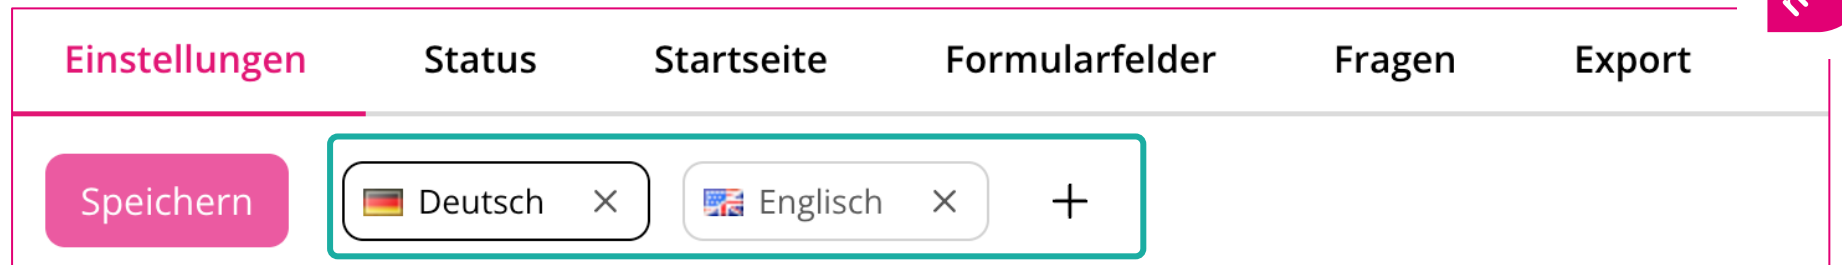 Einstellungen Status Startseite Formularfelder Fragen Export
Speichern Deutsch × Englisch × +